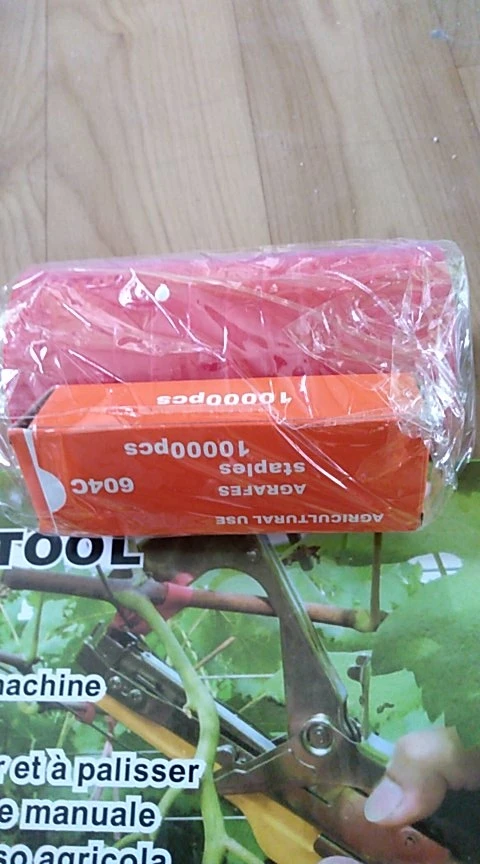 AGRICULTURAL USE
AGRAFES
604C
staples
10000pcs
10000pcs
TOOL
machine
r et à palisser
e manuale
so agricola